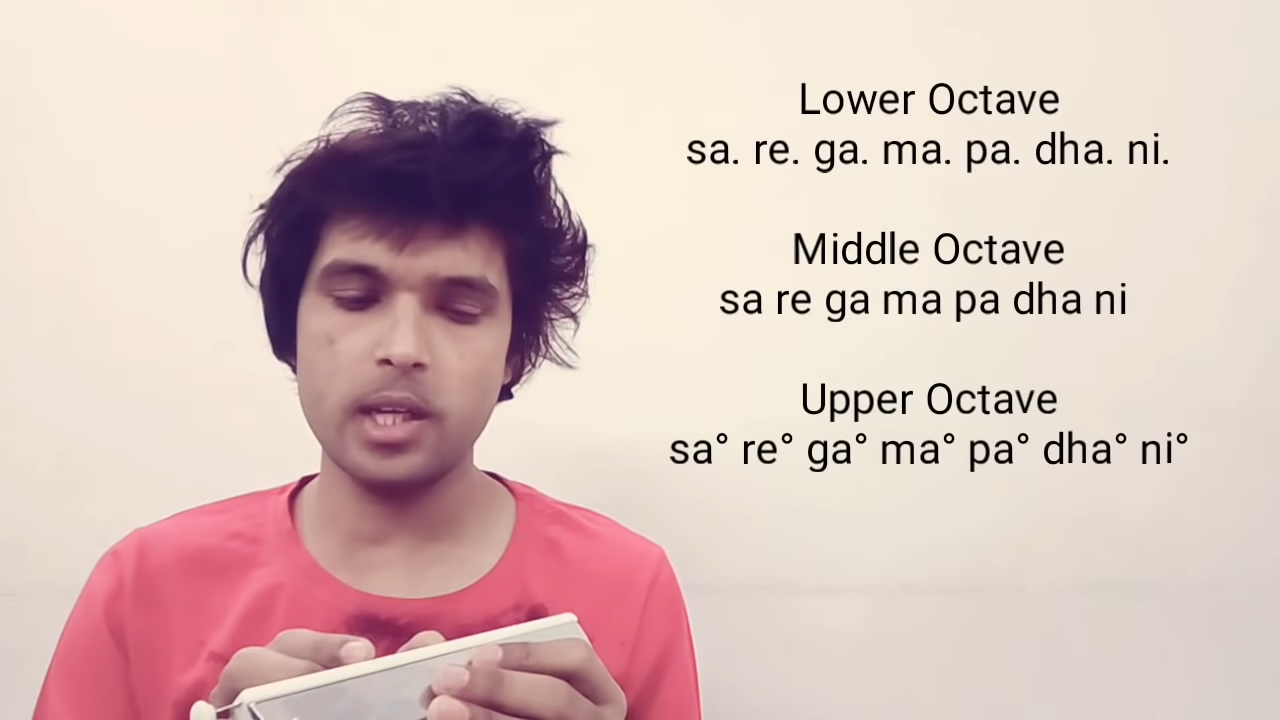 Lower Octave
sa. re. ga. ma. pa. dha. ni.
Middle Octave
sa re ga ma pa dha ni
Upper Octave
sa° re° ga° ma° pa° dha° ni°